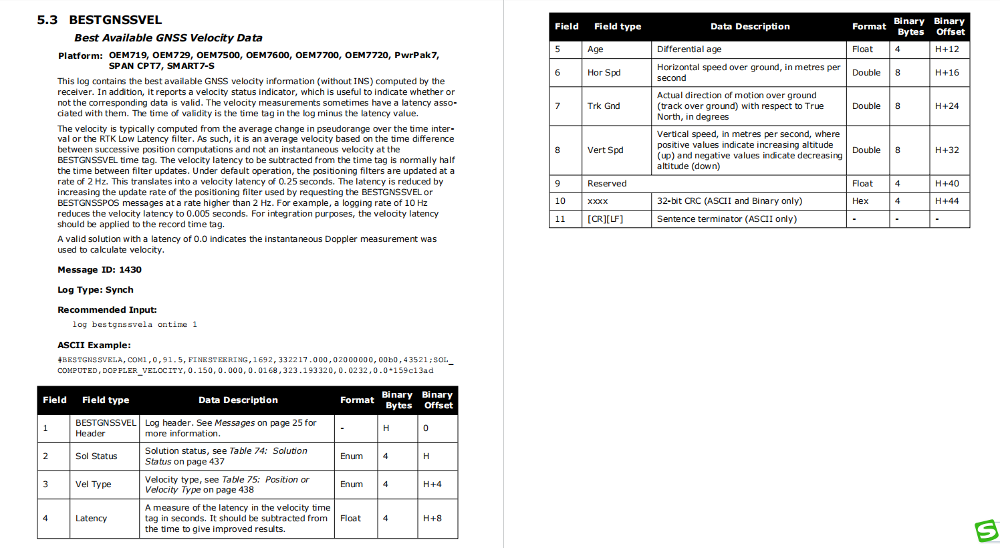 5.3 BESTGNSSVEL
Best Available GNSS Velocity Data
Platform: OEM719, OEM729, OEM7500, OEM7600, OEM7700, OEM7720, PwrPak7,
SPAN CPT7, SMART7-S
This log contains the best available GNSS velocity information (without INS) computed by the
receiver. In addition, it reports a velocity status indicator, which is useful to indicate whether or
not the corresponding data is valid. The velocity measurements sometimes have a latency asso-
ciated with them. The time of validity is the time tag in the log minus the latency value.
The velocity is typically computed from the average change in pseudorange over the time inter-
val or the RTK Low Latency filter. As such, it is an average velocity based on the time difference
between successive position computations and not an instantaneous velocity at the
BESTGNSSVEL time tag. The velocity latency to be subtracted from the time tag is normally half
the time between filter updates. Under default operation, the positioning filters are updated at a
rate of 2 Hz. This translates into a velocity latency of 0.25 seconds. The latency is reduced by
increasing the update rate of the positioning filter used by requesting the BESTGNSSVEL or
BESTGNSSPOS messages at a rate higher than 2 Hz. For example, a logging rate of 10 Hz
reduces the velocity latency to 0.005 seconds. For integration purposes, the velocity latency
should be applied to the record time tag.
A valid solution with a latency of 0.0 indicates the instantaneous Doppler measurement was
used to calculate velocity.
Message ID: 1430
Log Type: Synch
Recommended Input:
log bestgnssvela ontime 1
ASCII Example:
#BESTGNSSVELA,COM1,0,91.5,FINESTEERING,1692,332217.000,02000000,00b0,43521;SOL_
COMPUTED,DOPPLER_VELOCITY,0.150,0.000,0.0168,323.193320,0.0232,0.0*159c13ad
Field Field type Data Description Format Binary Bytes Binary Offset
1 BESTGNSSVEL Log header. See Messages on page 25 for - H 0
Header more information.
2 Sol Status Solution status, see Table 74: Solution Enum 4 H
Status on page 437
3 Vel Type Velocity type, see Table 75: Position or Enum 4 H+4
Velocity Type on page 438
A measure of the latency in the velocity time
4 Latency tag in seconds. It should be subtracted from Float 4 H+8
the time to give improved results.
Field Field type Data Description Format Binary Bytes Binary Offset
5 Age Differential age Float 4 H+12
6 Hor Spd Horizontal speed over ground, in metres per Double 8 H+16
second
Actual direction of motion over ground
7 Trk Gnd (track over ground) with respect to True Double 8 H+24
North, in degrees
Vertical speed, in metres per second, where
positive values indicate increasing altitude
8 Vert Spd (up) and negative values indicate decreasing Double 8 H+32
altitude (down)
9 Reserved Float 4 H+40
10 xxxx 32-bit CRC (ASCII and Binary only) Hex 4 H+44
11 [CR][LF] Sentence terminator (ASCII only) - - -
S